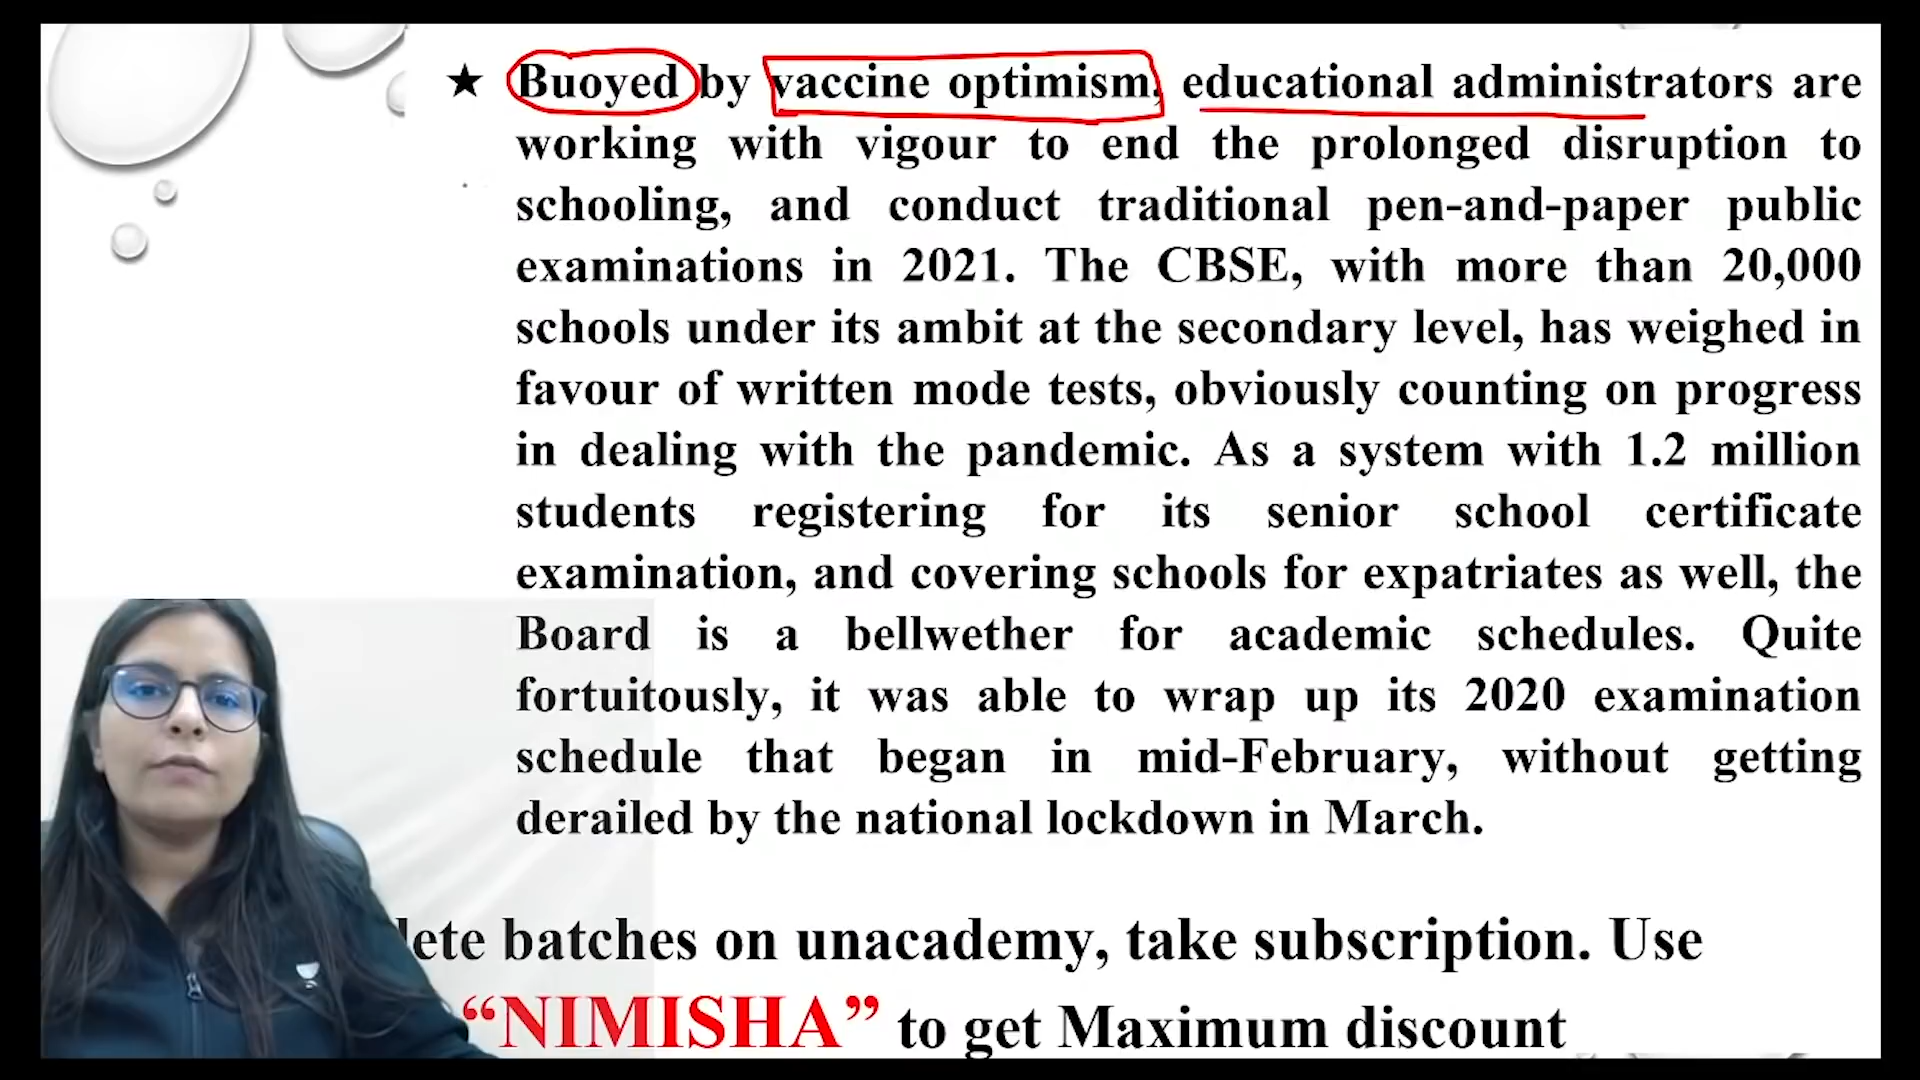 ★ Buoyed by vaccine optimism, educational administrators are
working with vigour to end the prolonged disruption to
schooling, and conduct traditional pen-and-paper public
examinations in 2021. The CBSE, with more than 20,000
schools under its ambit at the secondary level, has weighed in
favour of written mode tests, obviously counting on progress
in dealing with the pandemic. As a system with 1.2 million
students registering for its senior school certificate
examination, and covering schools for expatriates as well, the
Board is a bellwether for academic schedules. Quite
fortuitously, it was able to wrap up its 2020 examination
schedule that began in mid-February, without getting
derailed by the national lockdown in March.
batches on unacademy, take subscription. Use
“NIMISHA” to get Maximum discount